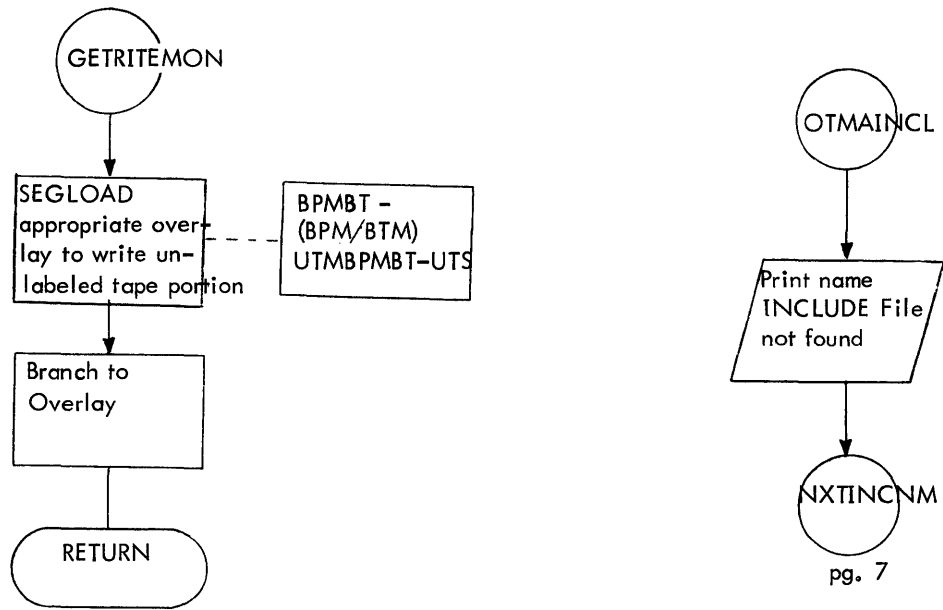 GETRITEMON
SEGLOAD
appropriate over-
lay to write un-
labeled tape portion
BPMBT -
(BPM/BTM)
UTMBPMBT-UTS
Branch to
Overlay
RETURN
OTMAINCL
Print name
INCLUDE File
not found
NXTINCNM
pg. 7